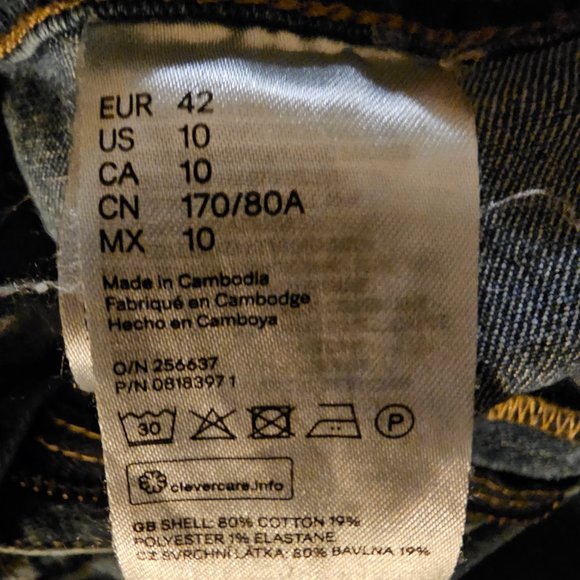 EUR 42
US 10
CA 10
CN 170/80A
MX 10
Made in Cambodia
Fabriqué en Cambodge
Hecho en Camboya
O/N 256637
P/N 08183971
30
P
clevercare.info
GB SHELL: 80% COTTON 19%
POLYESTER 1% ELASTANE.
CZ SVRCHNÍ LÁTKA: 80% BAVLNA 19%